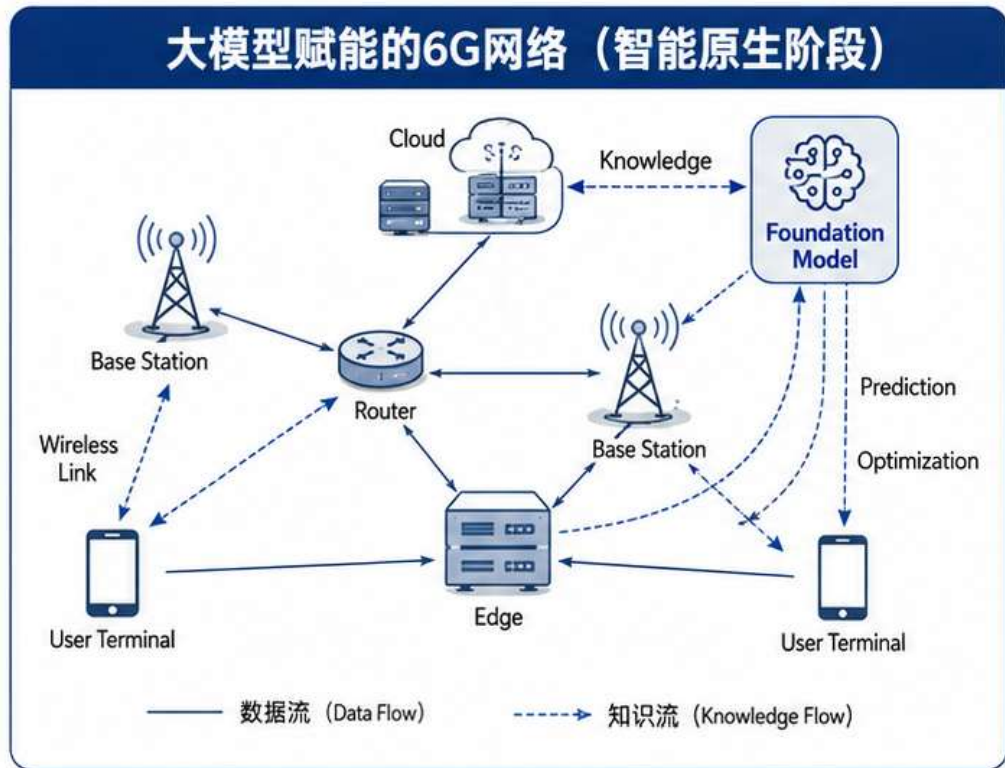 大模型赋能的6G网络（智能原生阶段）
Cloud
Knowledge
Foundation
Model
Base Station
Router
Base Station
Prediction
Wireless
Link
Optimization
Edge
User Terminal
User Terminal
数据流（Data Flow）
知识流（Knowledge Flow）